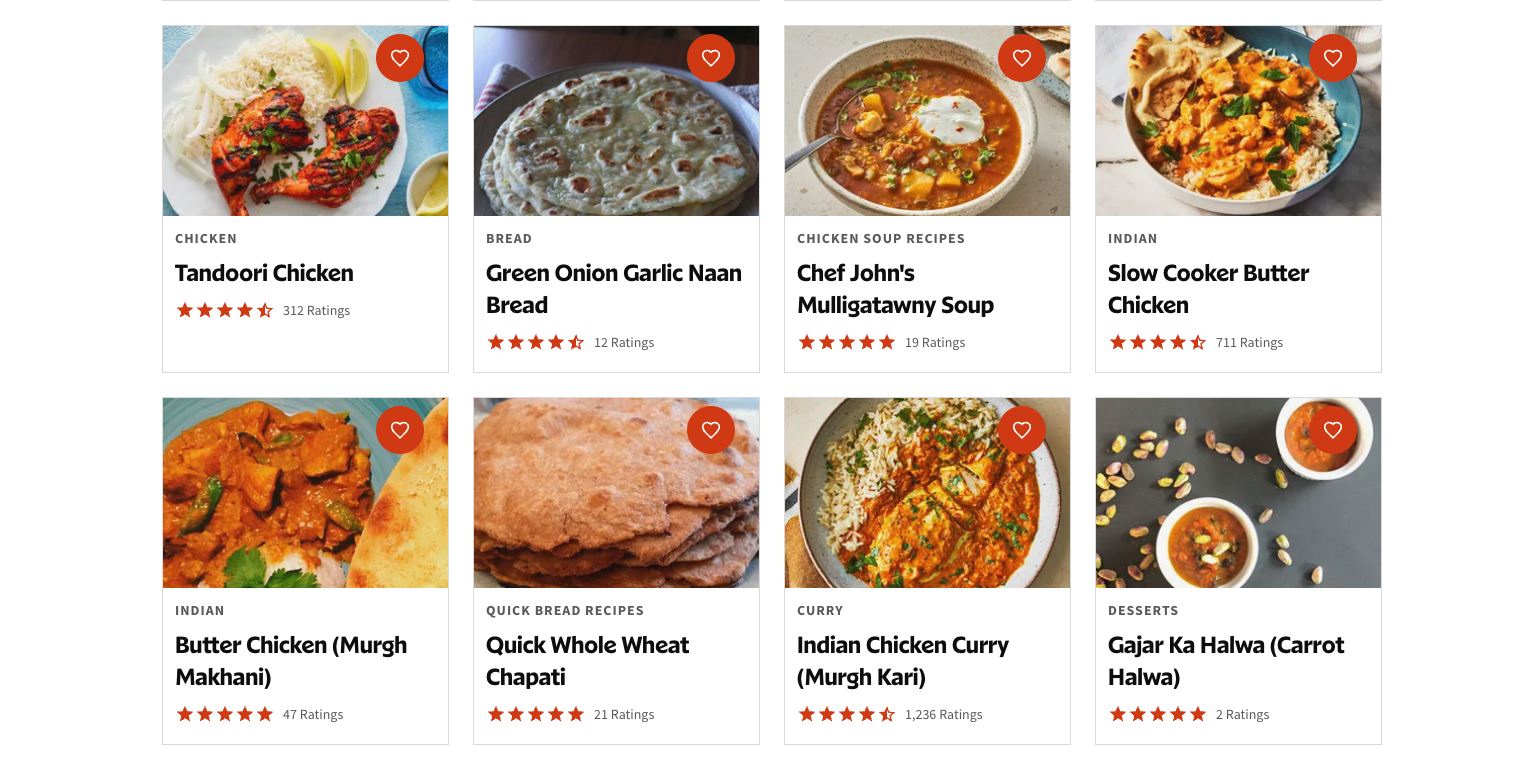 CHICKEN
Tandoori Chicken
312 Ratings
BREAD
Green Onion Garlic Naan
Bread
12 Ratings
CHICKEN SOUP RECIPES
Chef John's
Mulligatawny Soup
19 Ratings
INDIAN
Slow Cooker Butter
Chicken
711 Ratings
INDIAN
Butter Chicken (Murgh
Makhani)
47 Ratings
QUICK BREAD RECIPES
Quick Whole Wheat
Chapati
21 Ratings
CURRY
Indian Chicken Curry
(Murgh Kari)
1,236 Ratings
DESSERTS
Gajar Ka Halwa (Carrot
Halwa)
2 Ratings